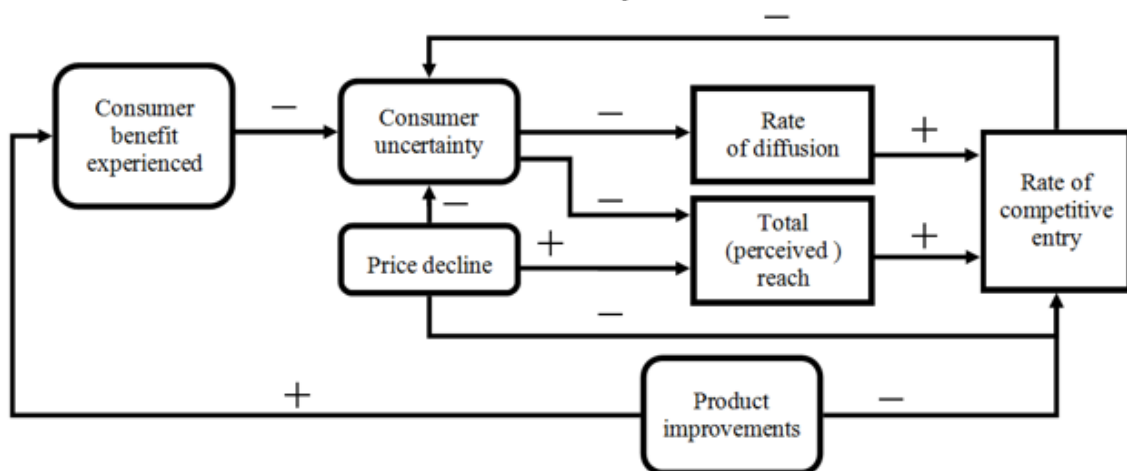 −
Consumer
benefit
experienced
−
Consumer
uncertainty
−
Rate
of diffusion
+
Rate of
competitive
entry
−
−
Total
(perceived )
reach
+
Price decline
+
−
+
Product
improvements
−